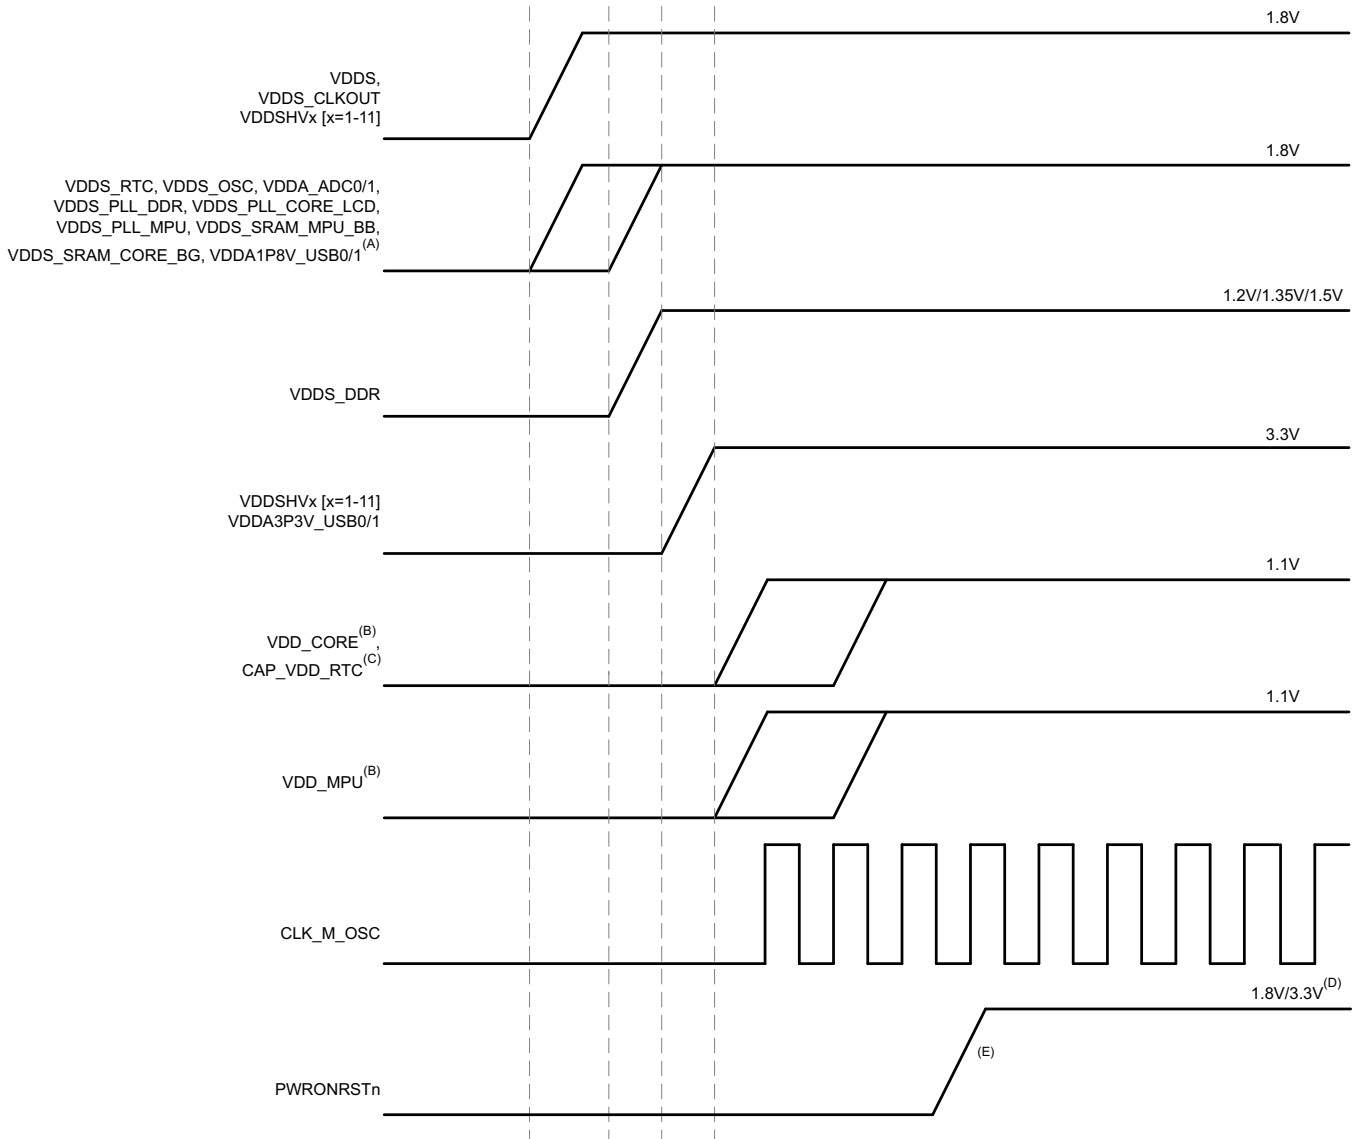 1.8V
VDDS,
VDDS_CLKOUT
VDDSHVx [x=1-11]
1.8V
VDDS_RTC, VDDS_OSC, VDDA_ADC0/1,
VDDS_PLL_DDR, VDDS_PLL_CORE_LCD,
VDDS_PLL_MPU, VDDS_SRAM_MPU_BB,
VDDS_SRAM_CORE_BG, VDDA1P8V_USB0/1(A)
1.2V/1.35V/1.5V
VDDS_DDR
3.3V
VDDSHVx [x=1-11]
VDDA3P3V_USB0/1
1.1V
VDD_CORE(B),
CAP_VDD_RTC(C)
1.1V
VDD_MPU(B)
CLK_M_OSC
1.8V/3.3V(D)
(E)
PWRONRSTn